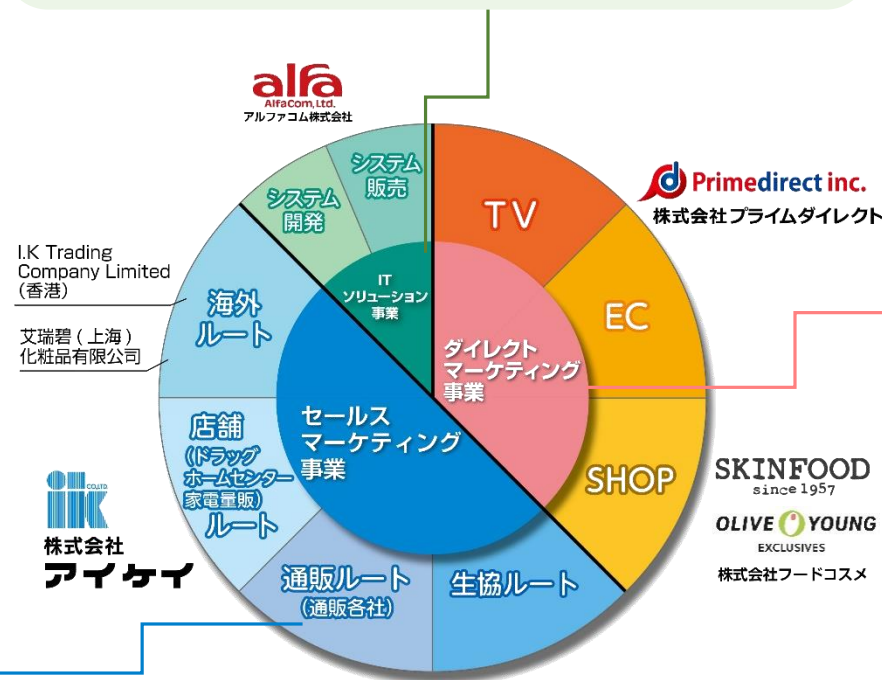 alfa
AlfaCom,Ltd.
アルファコム株式会社
システム
開発
システム
販売
TV
Primedirect inc.
株式会社プライムダイレクト
I.K Trading
Company Limited
(香港)
艾瑞碧(上海)
化粧品有限公司
海外
ルート
IT
ソリューション
事業
EC
ダイレクト
マーケティング
事業
セールス
マーケティング
事業
店舗
(ドラッグ
ホームセンター
家電量販)
ルート
SHOP
SKINFOOD
since 1957
OLIVE YOUNG
EXCLUSIVES
株式会社フードコスメ
iK CO.,LTD.
株式会社
アイケイ
通販ルート
(通販各社)
生協ルート